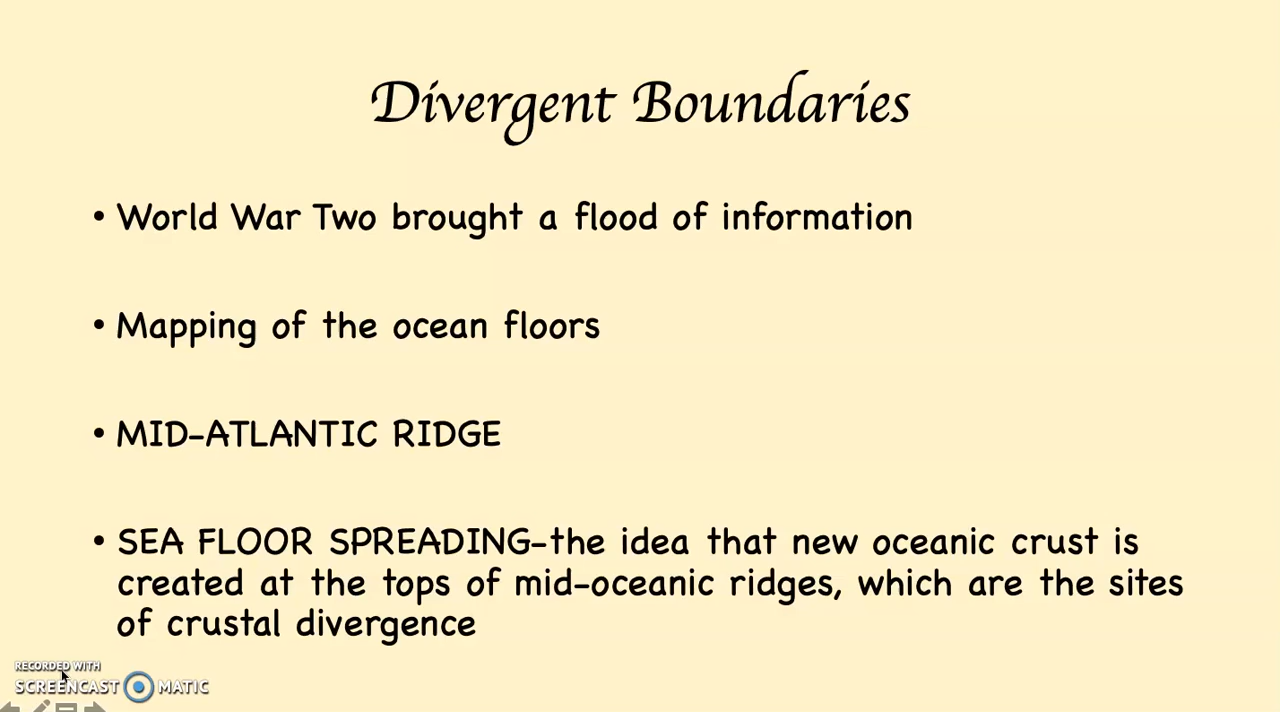 Divergent Boundaries
• World War Two brought a flood of information
• Mapping of the ocean floors
• MID-ATLANTIC RIDGE
• SEA FLOOR SPREADING-the idea that new oceanic crust is
created at the tops of mid-oceanic ridges, which are the sites
of crustal divergence
RECORDED WITH
SCREENCAST MATIC